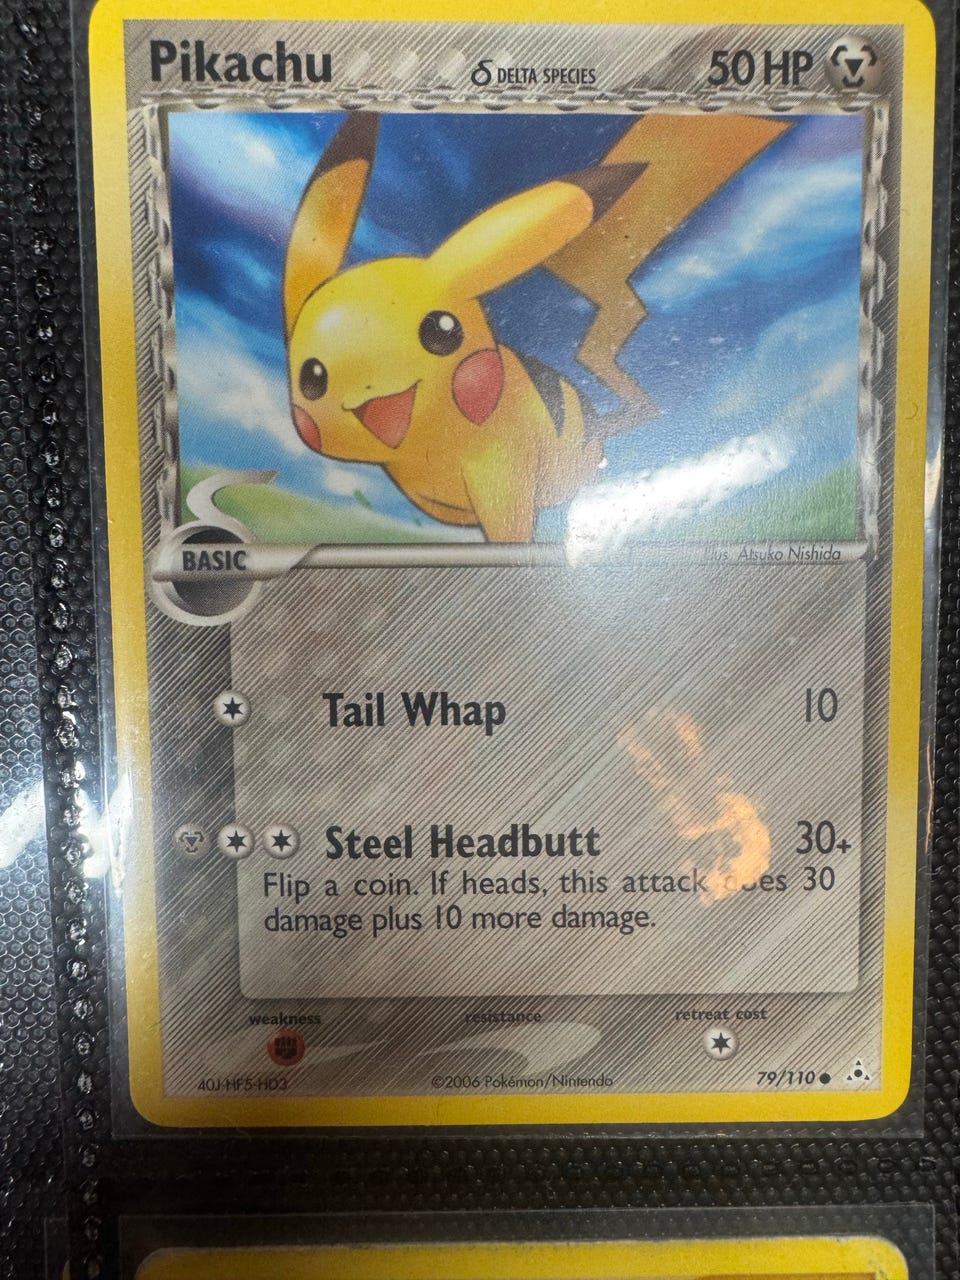 Pikachu δ DELTA SPECIES 50 HP
BASIC
Illus. Atsuko Nishida
Tail Whap 10
Steel Headbutt 30+
Flip a coin. If heads, this attack does 30
damage plus 10 more damage.
weakness resistance retreat cost
40J-HF5-HD3 ©2006 Pokémon/Nintendo 79/110